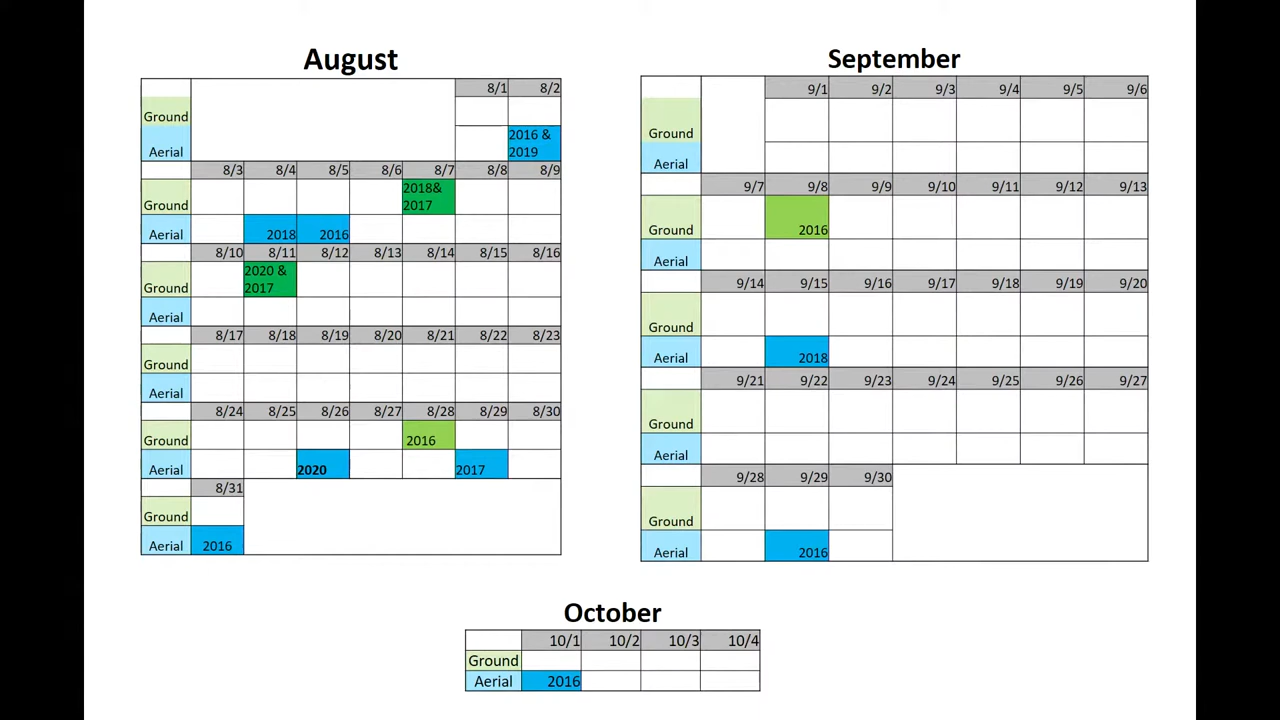 August
8/1 8/2
Ground
Aerial 2016 &
2019
8/3 8/4 8/5 8/6 8/7 8/8 8/9
Ground 2018&
2017
Aerial 2018 2016
8/10 8/11 8/12 8/13 8/14 8/15 8/16
Ground 2020 &
2017
Aerial
8/17 8/18 8/19 8/20 8/21 8/22 8/23
Ground
Aerial
8/24 8/25 8/26 8/27 8/28 8/29 8/30
Ground 2016
Aerial 2020 2017
8/31
Ground
Aerial 2016
September
9/1 9/2 9/3 9/4 9/5 9/6
Ground
Aerial
9/7 9/8 9/9 9/10 9/11 9/12 9/13
Ground 2016
Aerial
9/14 9/15 9/16 9/17 9/18 9/19 9/20
Ground
Aerial 2018
9/21 9/22 9/23 9/24 9/25 9/26 9/27
Ground
Aerial
9/28 9/29 9/30
Ground
Aerial 2016
October
10/1 10/2 10/3 10/4
Ground
Aerial 2016